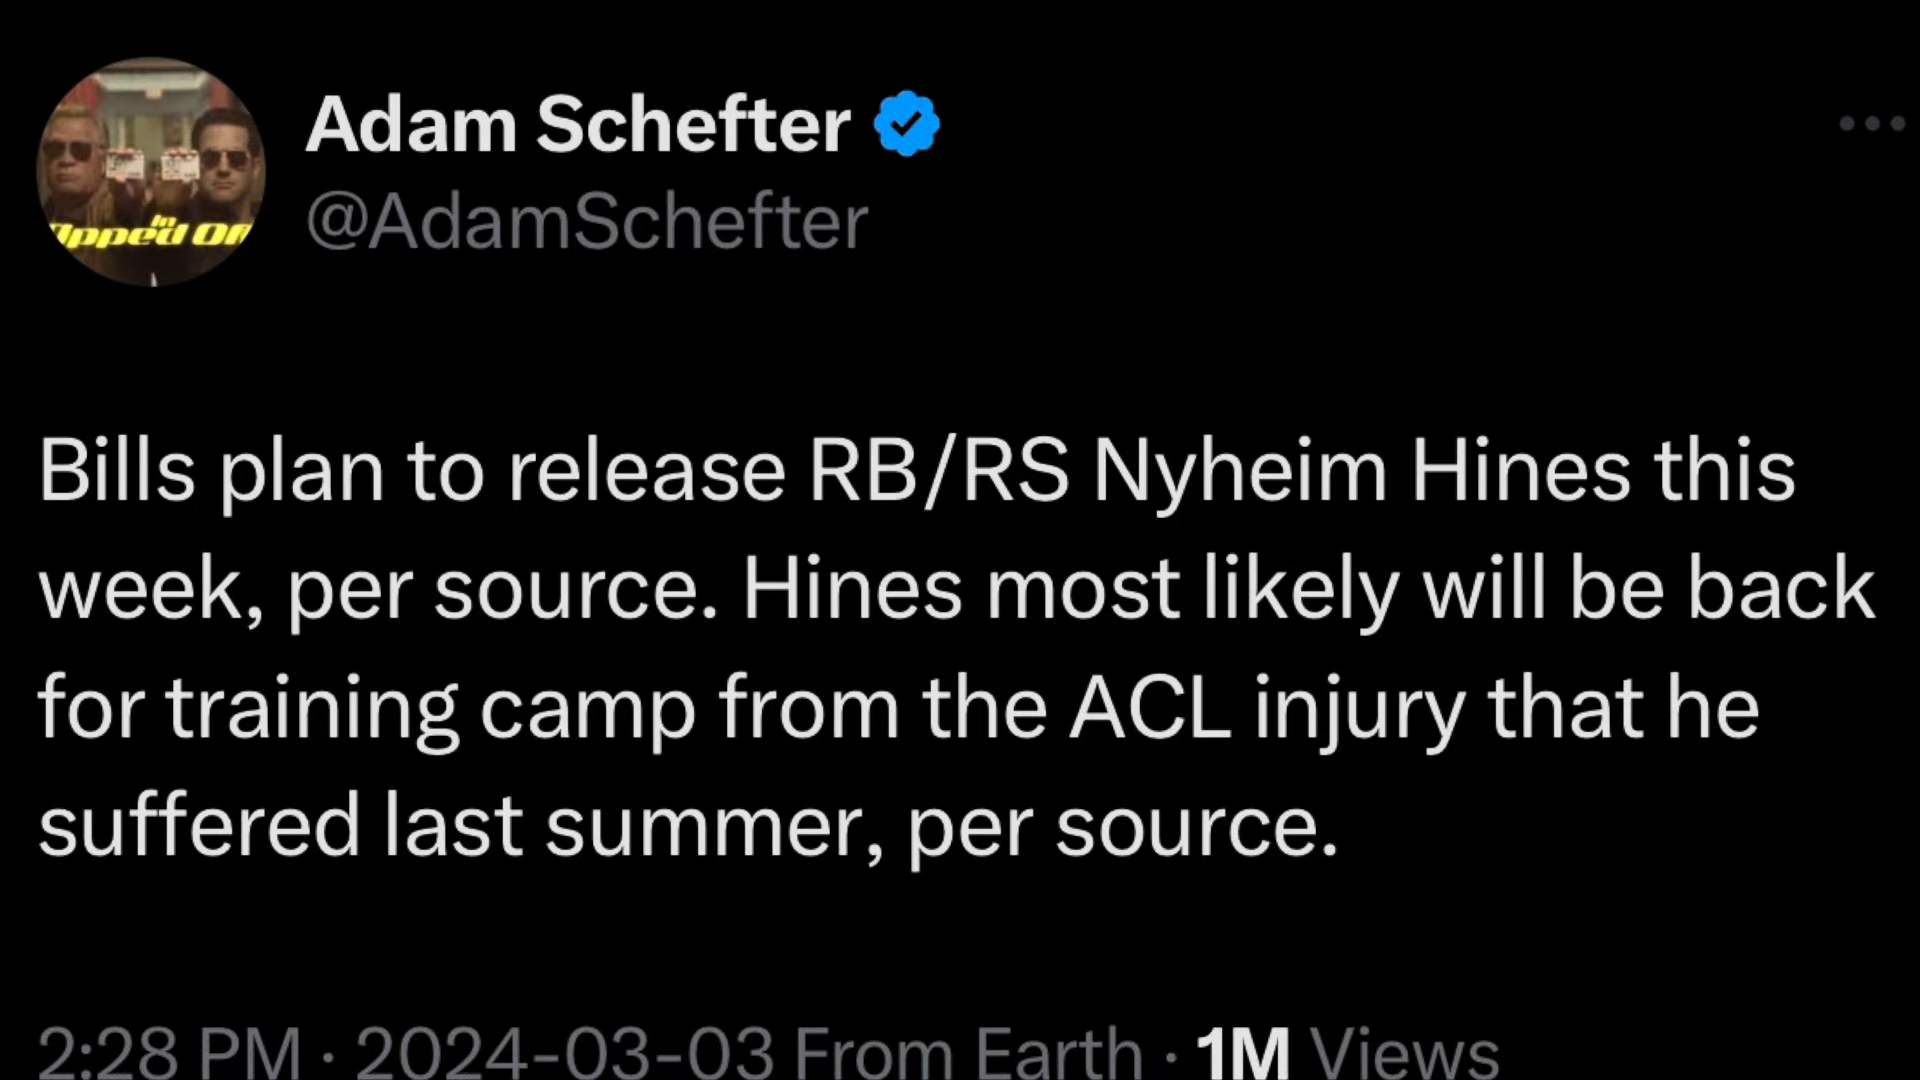 Adam Schefter
@AdamSchefter
in
Bills plan to release RB/RS Nyheim Hines this
week, per source. Hines most likely will be back
for training camp from the ACL injury that he
suffered last summer, per source.
2:28 PM · 2024-03-03 From Earth · 1M Views